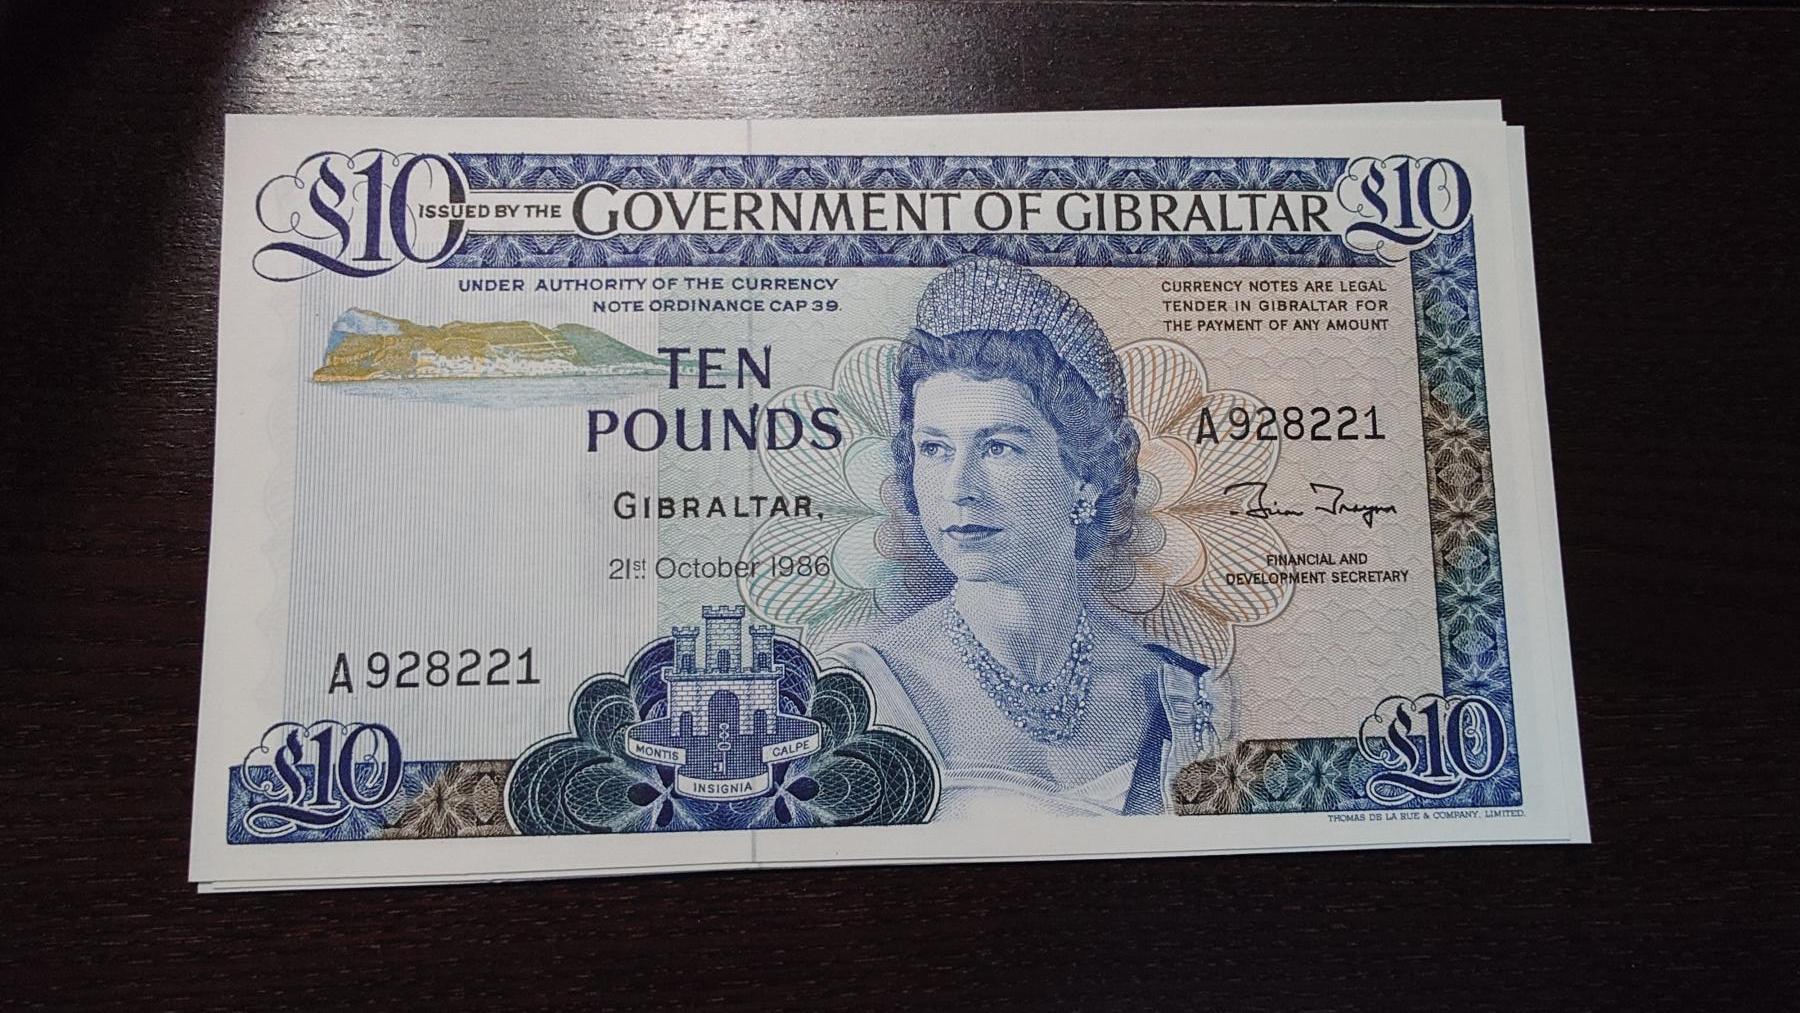 £10 ISSUED BY THE GOVERNMENT OF GIBRALTAR £10
UNDER AUTHORITY OF THE CURRENCY
NOTE ORDINANCE CAP 39.
CURRENCY NOTES ARE LEGAL
TENDER IN GIBRALTAR FOR
THE PAYMENT OF ANY AMOUNT
TEN
POUNDS
A928221
GIBRALTAR,
21st October 1986
Brian Traynor
FINANCIAL AND
DEVELOPMENT SECRETARY
A928221
MONTIS CALPE
INSIGNIA
£10
£10
THOMAS DE LA RUE & COMPANY, LIMITED.